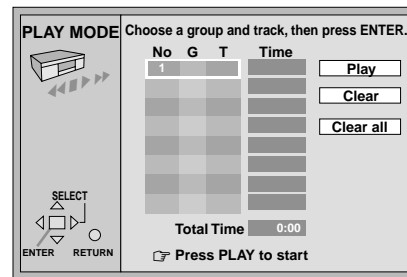 PLAY MODE
Choose a group and track, then press ENTER.
No G T Time
1
Play
Clear
Clear all
SELECT
ENTER RETURN
Total Time 0:00
☞ Press PLAY to start